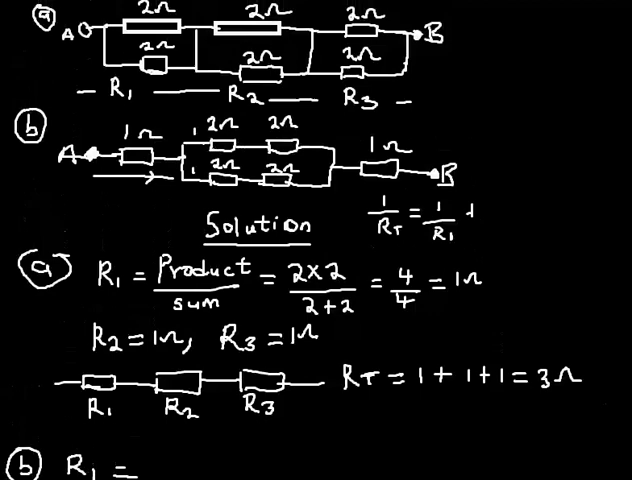 (a) A 2Ω 2Ω 2Ω B
2Ω 2Ω 2Ω
– R₁ –– R₂ –– R₃ –
(b) A 1Ω 2Ω 2Ω 1Ω B
2Ω 2Ω
1/R_T = 1/R₁ +
Solution
(a) R₁ = Product/sum = 2×2/2+2 = 4/4 = 1Ω
R₂ = 1Ω, R₃ = 1Ω
R_T = 1 + 1 + 1 = 3Ω
R₁ R₂ R₃
(b) R₁ =